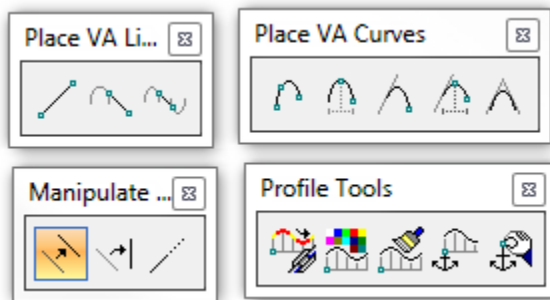 Place VA Li...
Place VA Curves
Manipulate ...
Profile Tools